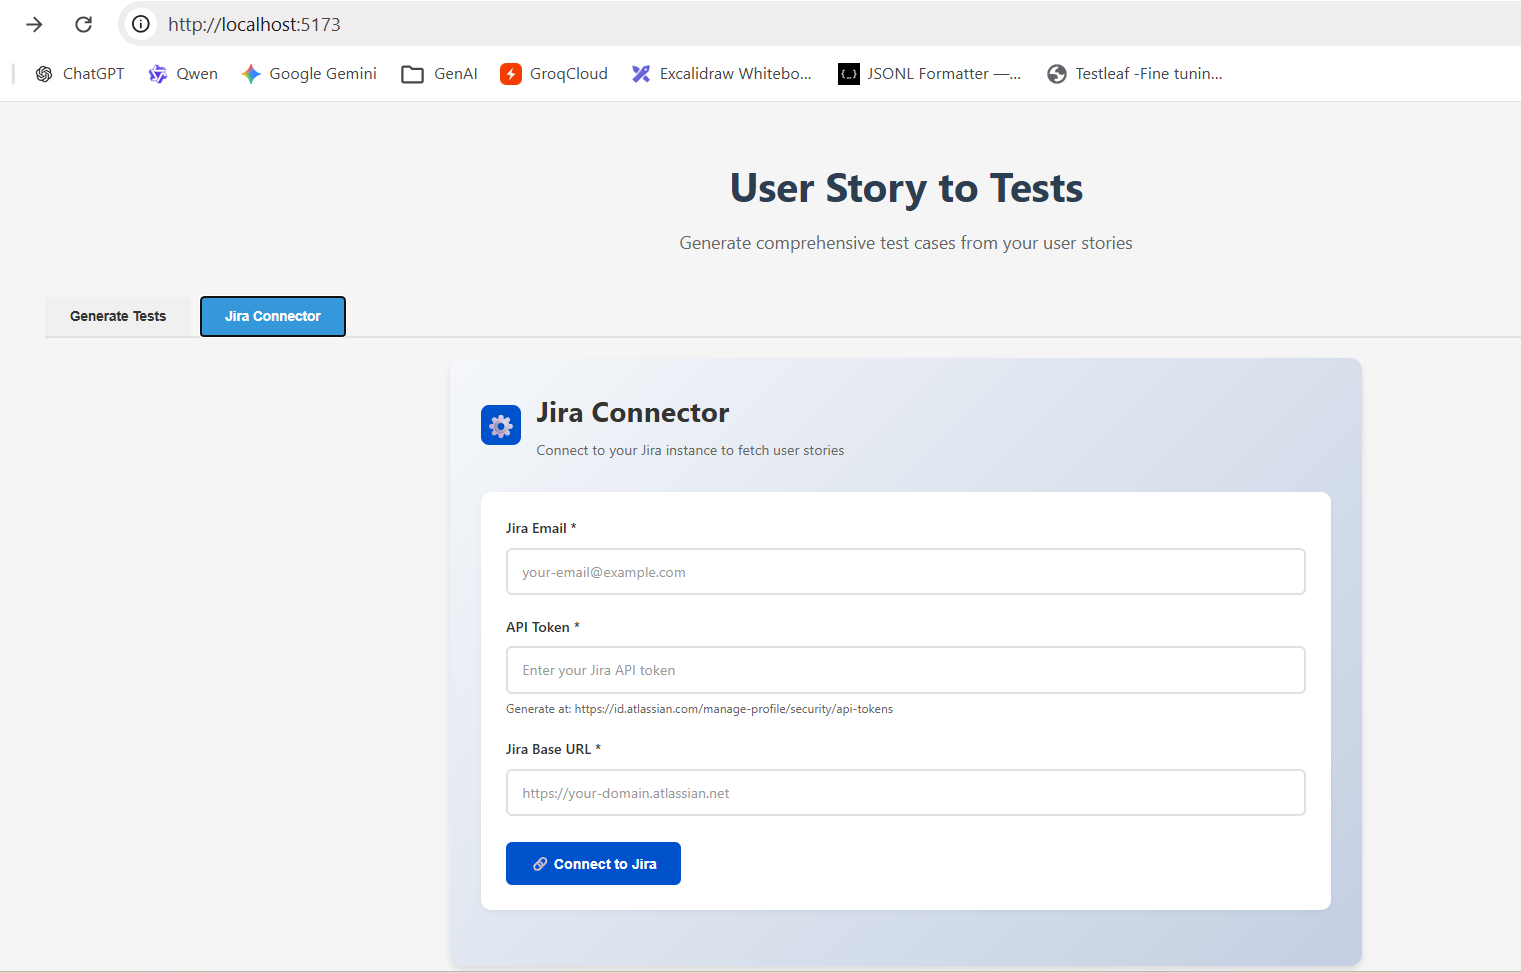 http://localhost:5173
ChatGPT Qwen Google Gemini GenAI GroqCloud Excalidraw Whitebo... JSONL Formatter —... Testleaf -Fine tunin...
User Story to Tests
Generate comprehensive test cases from your user stories
Generate Tests Jira Connector
Jira Connector
Connect to your Jira instance to fetch user stories
Jira Email *
your-email@example.com
API Token *
Enter your Jira API token
Generate at: https://id.atlassian.com/manage-profile/security/api-tokens
Jira Base URL *
https://your-domain.atlassian.net
Connect to Jira